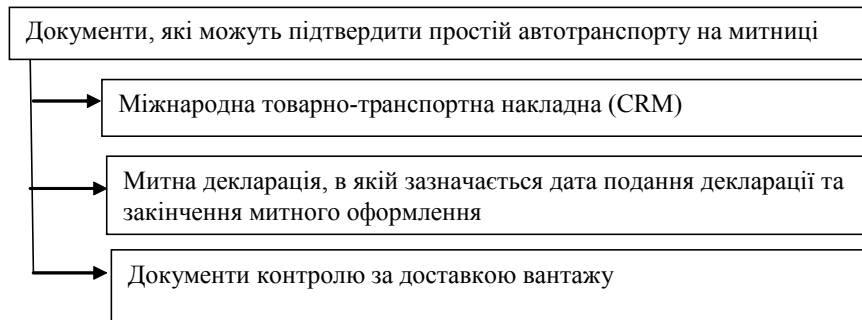 Документи, які можуть підтвердити простій автотранспорту на митниці
Міжнародна товарно-транспортна накладна (CRM)
Митна декларація, в якій зазначається дата подання декларації та
закінчення митного оформлення
Документи контролю за доставкою вантажу